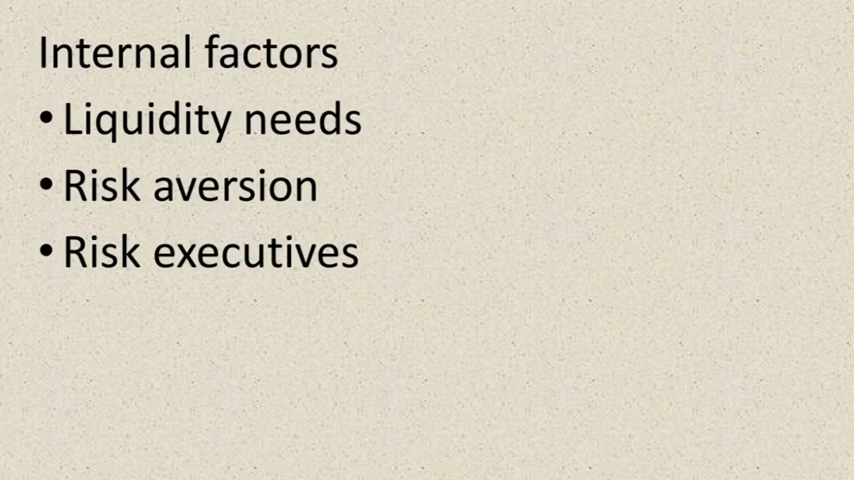 Internal factors
• Liquidity needs
• Risk aversion
• Risk executives